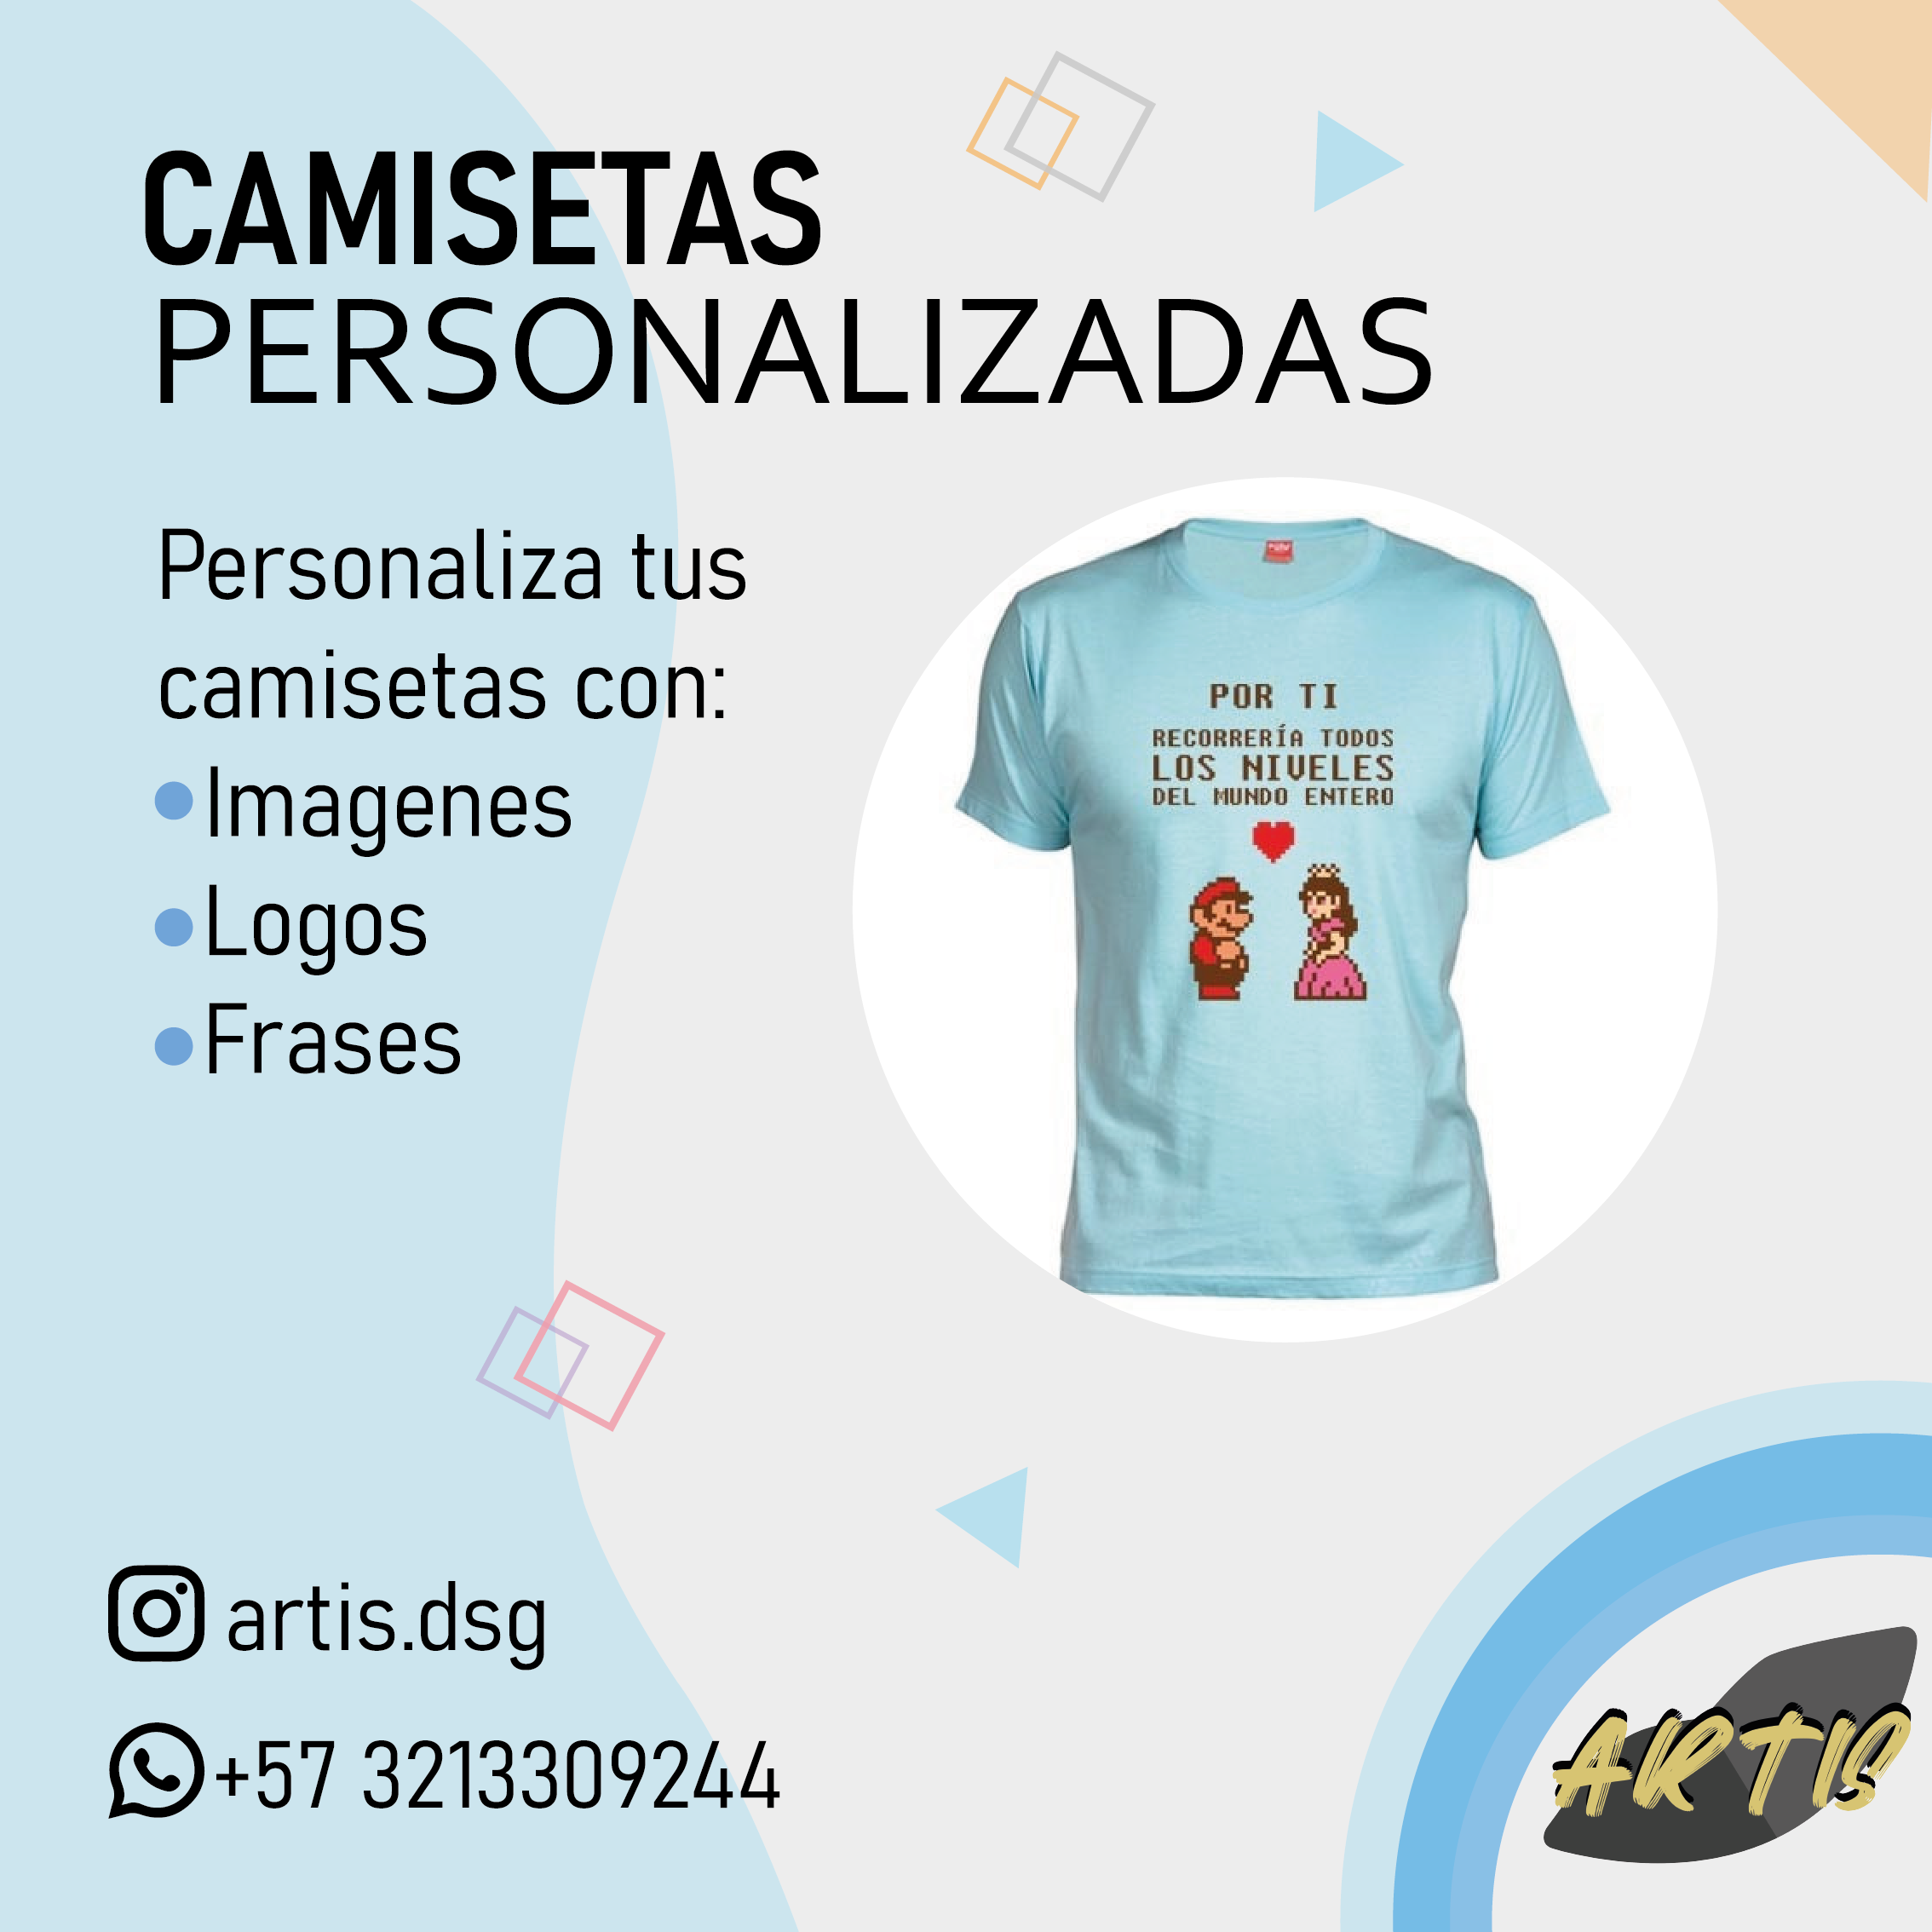 CAMISETAS
PERSONALIZADAS
Personaliza tus
camisetas con:
Imagenes
Logos
Frases
POR TI
RECORRERÍA TODOS
LOS NIVELES
DEL MUNDO ENTERO
artis.dsg
+57 3213309244
ARTIS